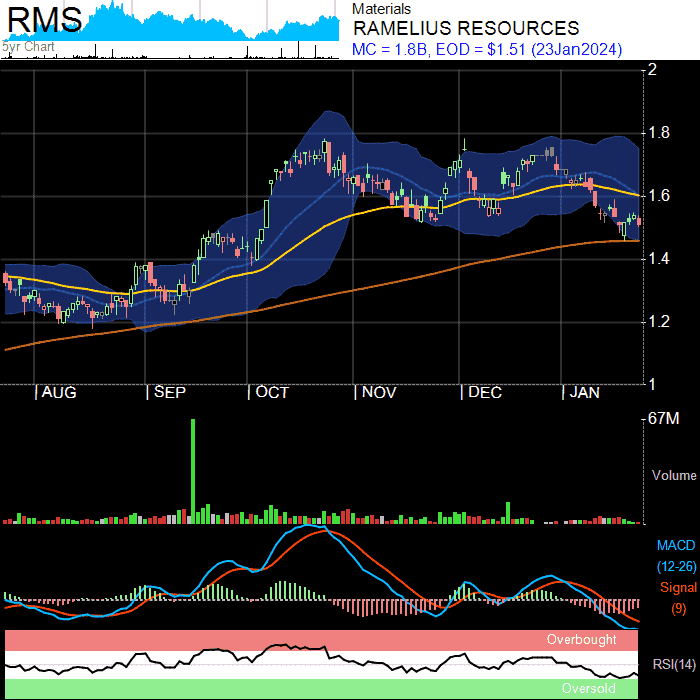 RMS
5yr Chart
Materials
RAMELIUS RESOURCES
MC = 1.8B, EOD = $1.51 (23Jan2024)
2
1.8
1.6
1.4
1.2
1
AUG SEP OCT NOV DEC JAN
67M
Volume
MACD
(12-26)
Signal
(9)
Overbought
RSI(14)
Oversold